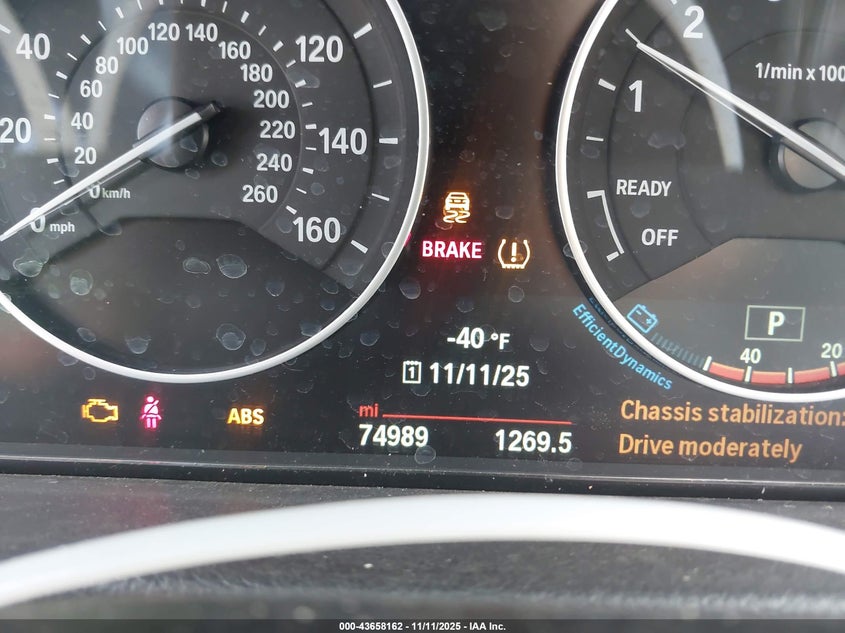 40
20
0 mph
20
40
60
80
100
120
140
160
180
200
220
240
260
0 km/h
120
140
160
BRAKE
-40 °F
1 11/11/25
ABS
mi
74989 1269.5
1
2
1/min x 100
READY
OFF
EfficientDynamics
P
40
20
Chassis stabilization:
Drive moderately
000-43658162 - 11/11/2025 - IAA Inc.